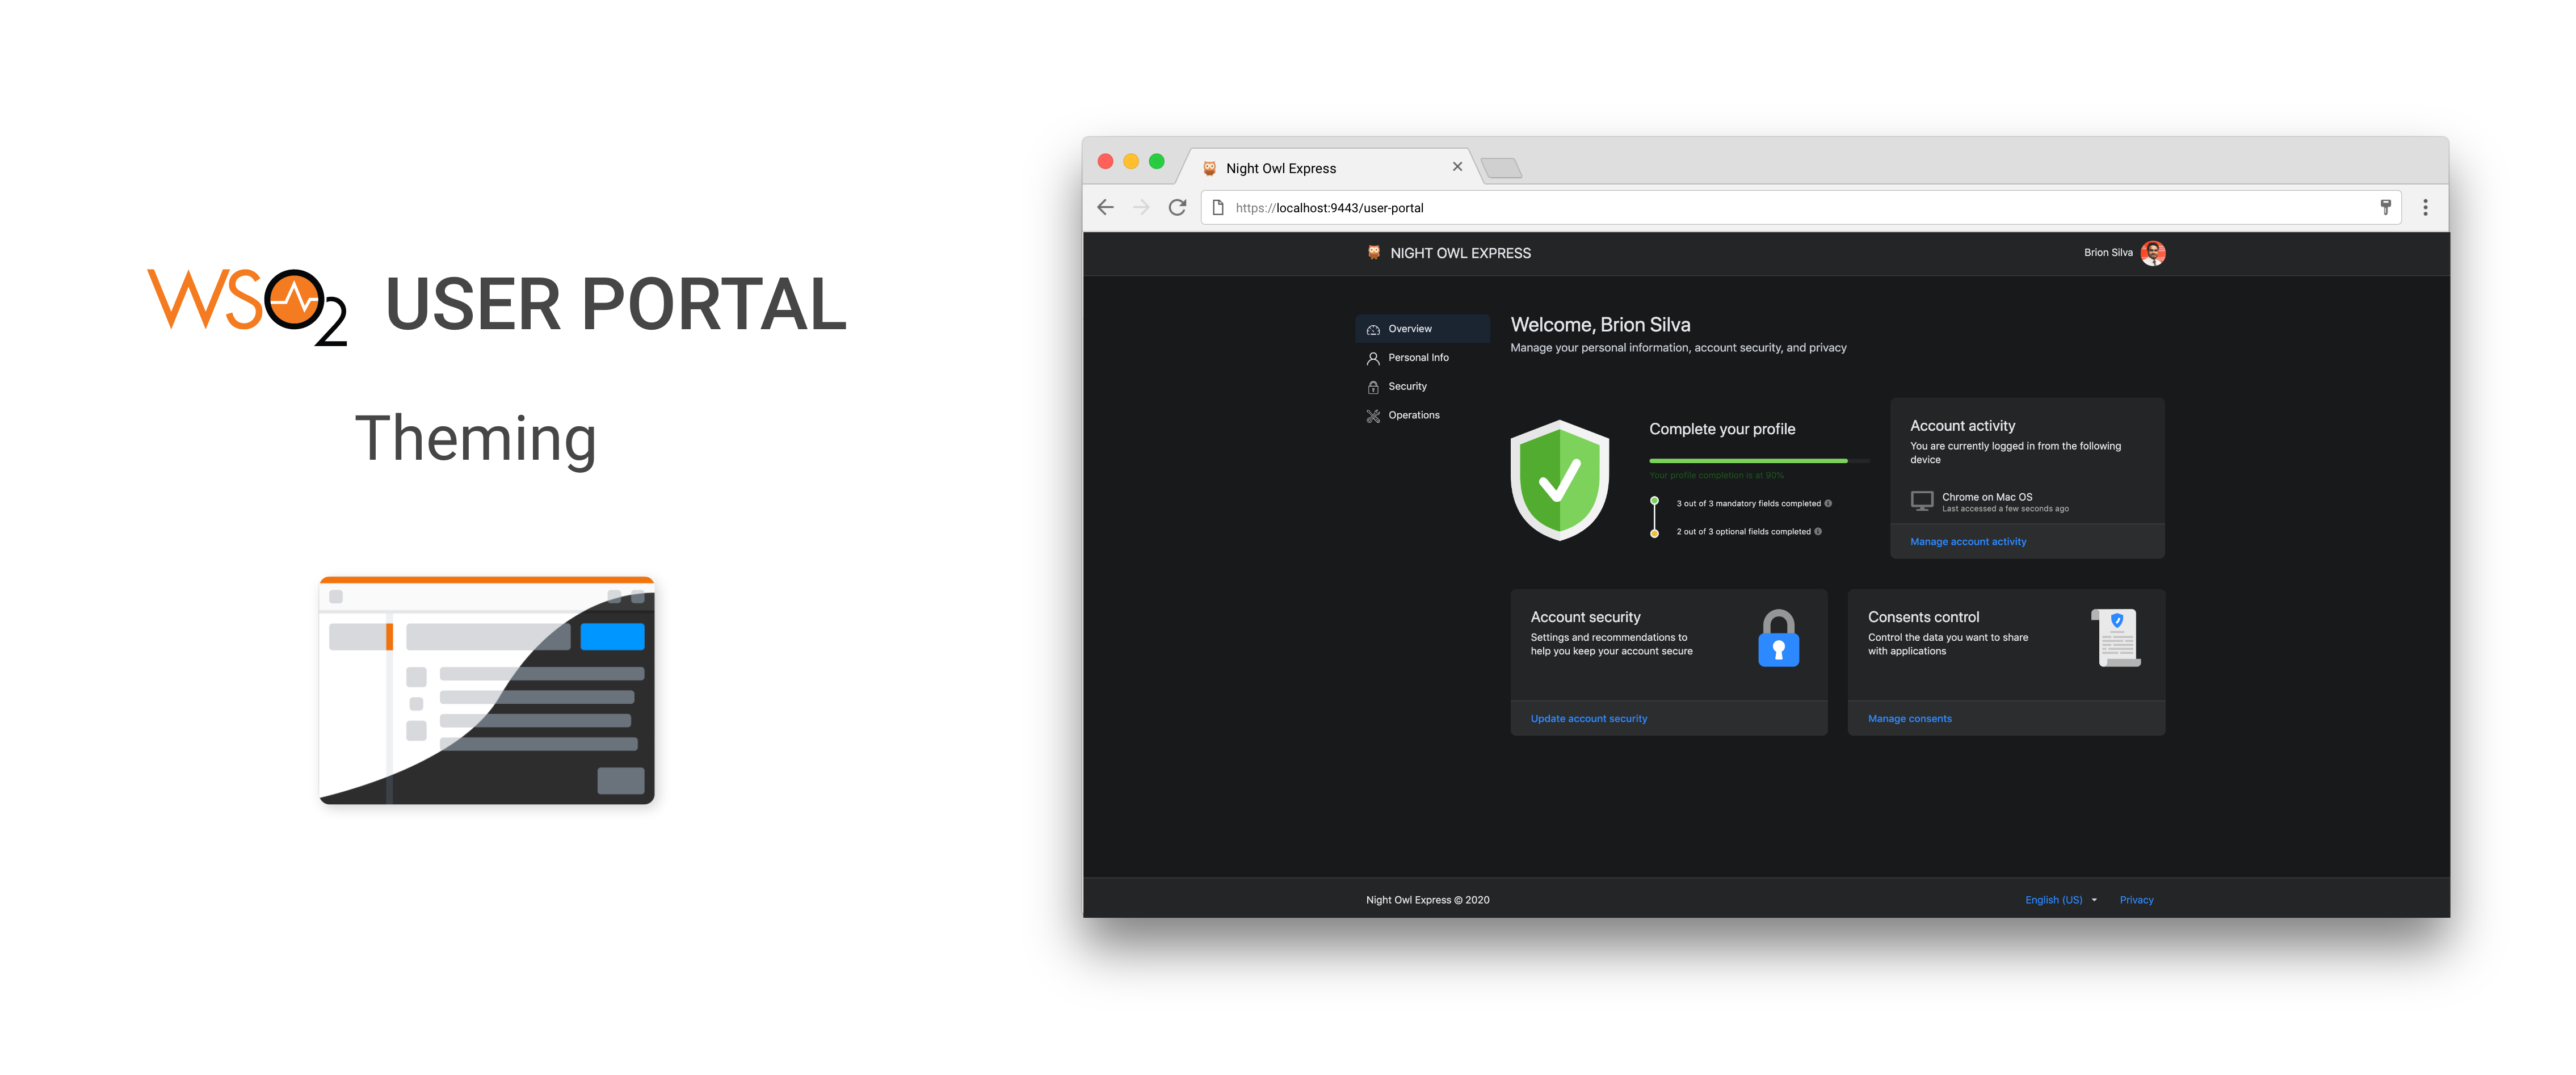 WSO2 USER PORTAL
Theming
Night Owl Express
https://localhost:9443/user-portal
NIGHT OWL EXPRESS
Brion Silva
Overview
Personal Info
Security
Operations
Welcome, Brion Silva
Manage your personal information, account security, and privacy
Complete your profile
Your profile completion is at 90%
3 out of 3 mandatory fields completed
2 out of 3 optional fields completed
Account activity
You are currently logged in from the following
device
Chrome on Mac OS
Last accessed a few seconds ago
Manage account activity
Account security
Settings and recommendations to
help you keep your account secure
Update account security
Consents control
Control the data you want to share
with applications
Manage consents
Night Owl Express © 2020
English (US)
Privacy